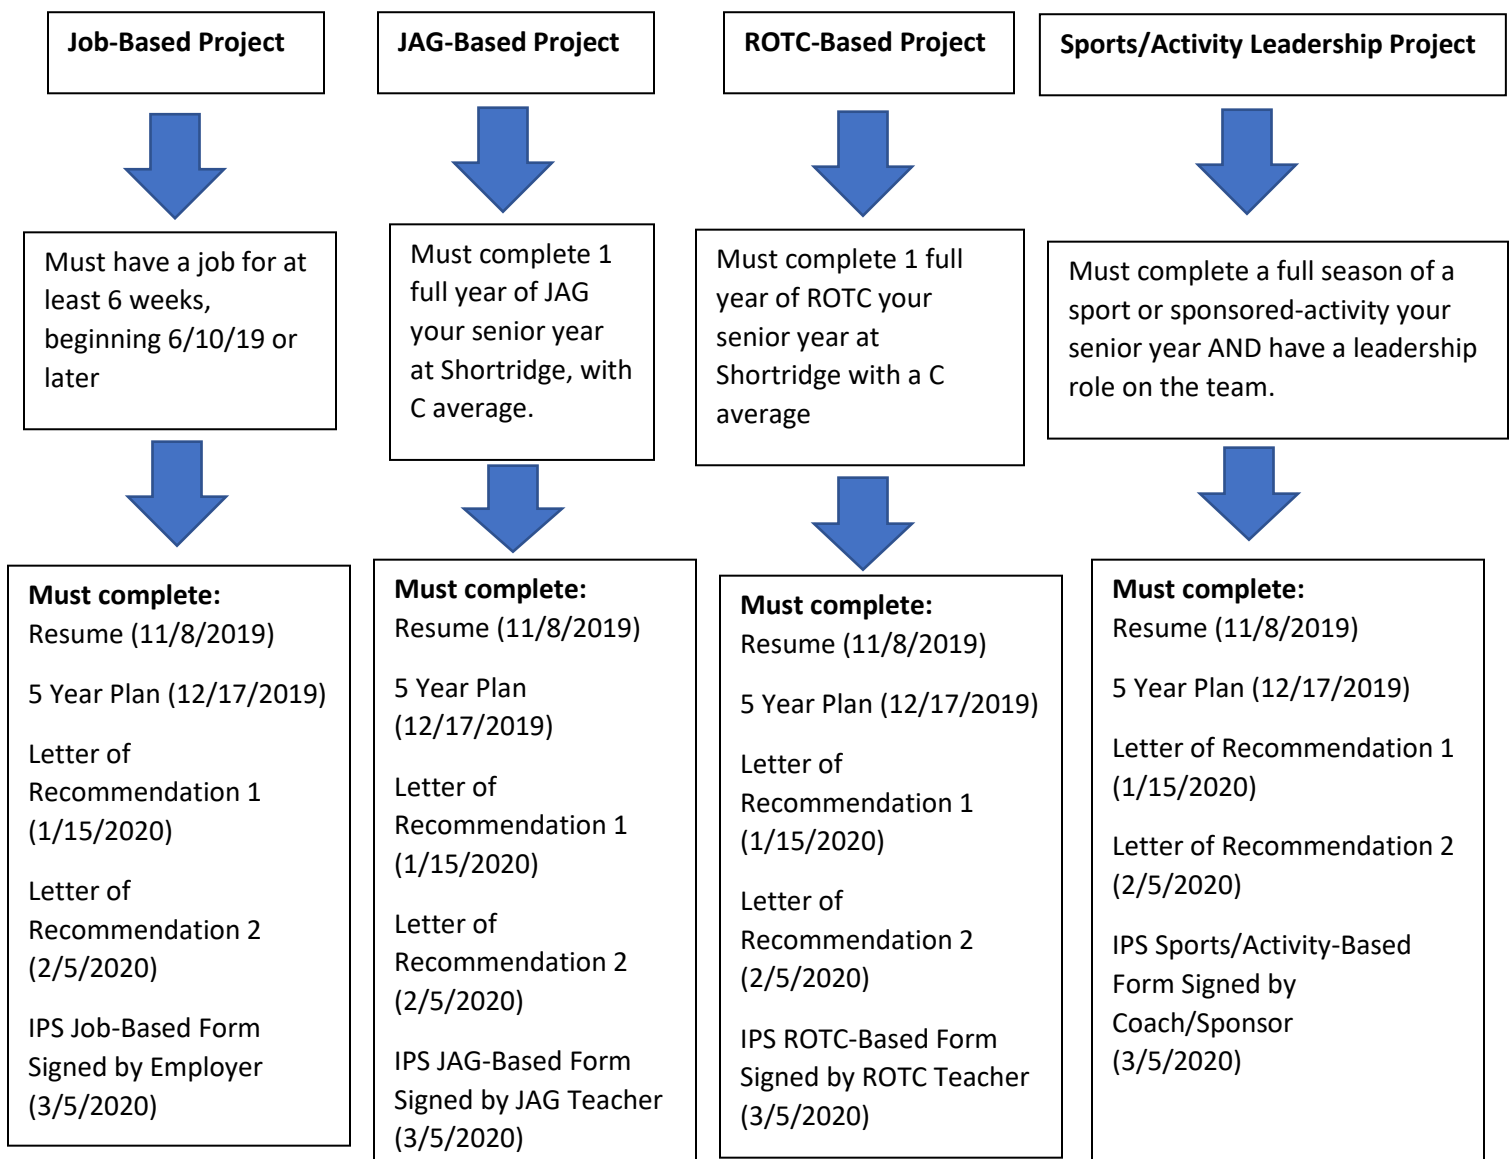 Job-Based Project
JAG-Based Project
ROTC-Based Project
Sports/Activity Leadership Project
Must have a job for at
least 6 weeks,
beginning 6/10/19 or
later
Must complete 1
full year of JAG
your senior year
at Shortridge, with
C average.
Must complete 1 full
year of ROTC your
senior year at
Shortridge with a C
average
Must complete a full season of a
sport or sponsored-activity your
senior year AND have a leadership
role on the team.
Must complete:
Resume (11/8/2019)
5 Year Plan (12/17/2019)
Letter of
Recommendation 1
(1/15/2020)
Letter of
Recommendation 2
(2/5/2020)
IPS Job-Based Form
Signed by Employer
(3/5/2020)
Must complete:
Resume (11/8/2019)
5 Year Plan
(12/17/2019)
Letter of
Recommendation 1
(1/15/2020)
Letter of
Recommendation 2
(2/5/2020)
IPS JAG-Based Form
Signed by JAG Teacher
(3/5/2020)
Must complete:
Resume (11/8/2019)
5 Year Plan (12/17/2019)
Letter of
Recommendation 1
(1/15/2020)
Letter of
Recommendation 2
(2/5/2020)
IPS ROTC-Based Form
Signed by ROTC Teacher
(3/5/2020)
Must complete:
Resume (11/8/2019)
5 Year Plan (12/17/2019)
Letter of Recommendation 1
(1/15/2020)
Letter of Recommendation 2
(2/5/2020)
IPS Sports/Activity-Based
Form Signed by
Coach/Sponsor
(3/5/2020)